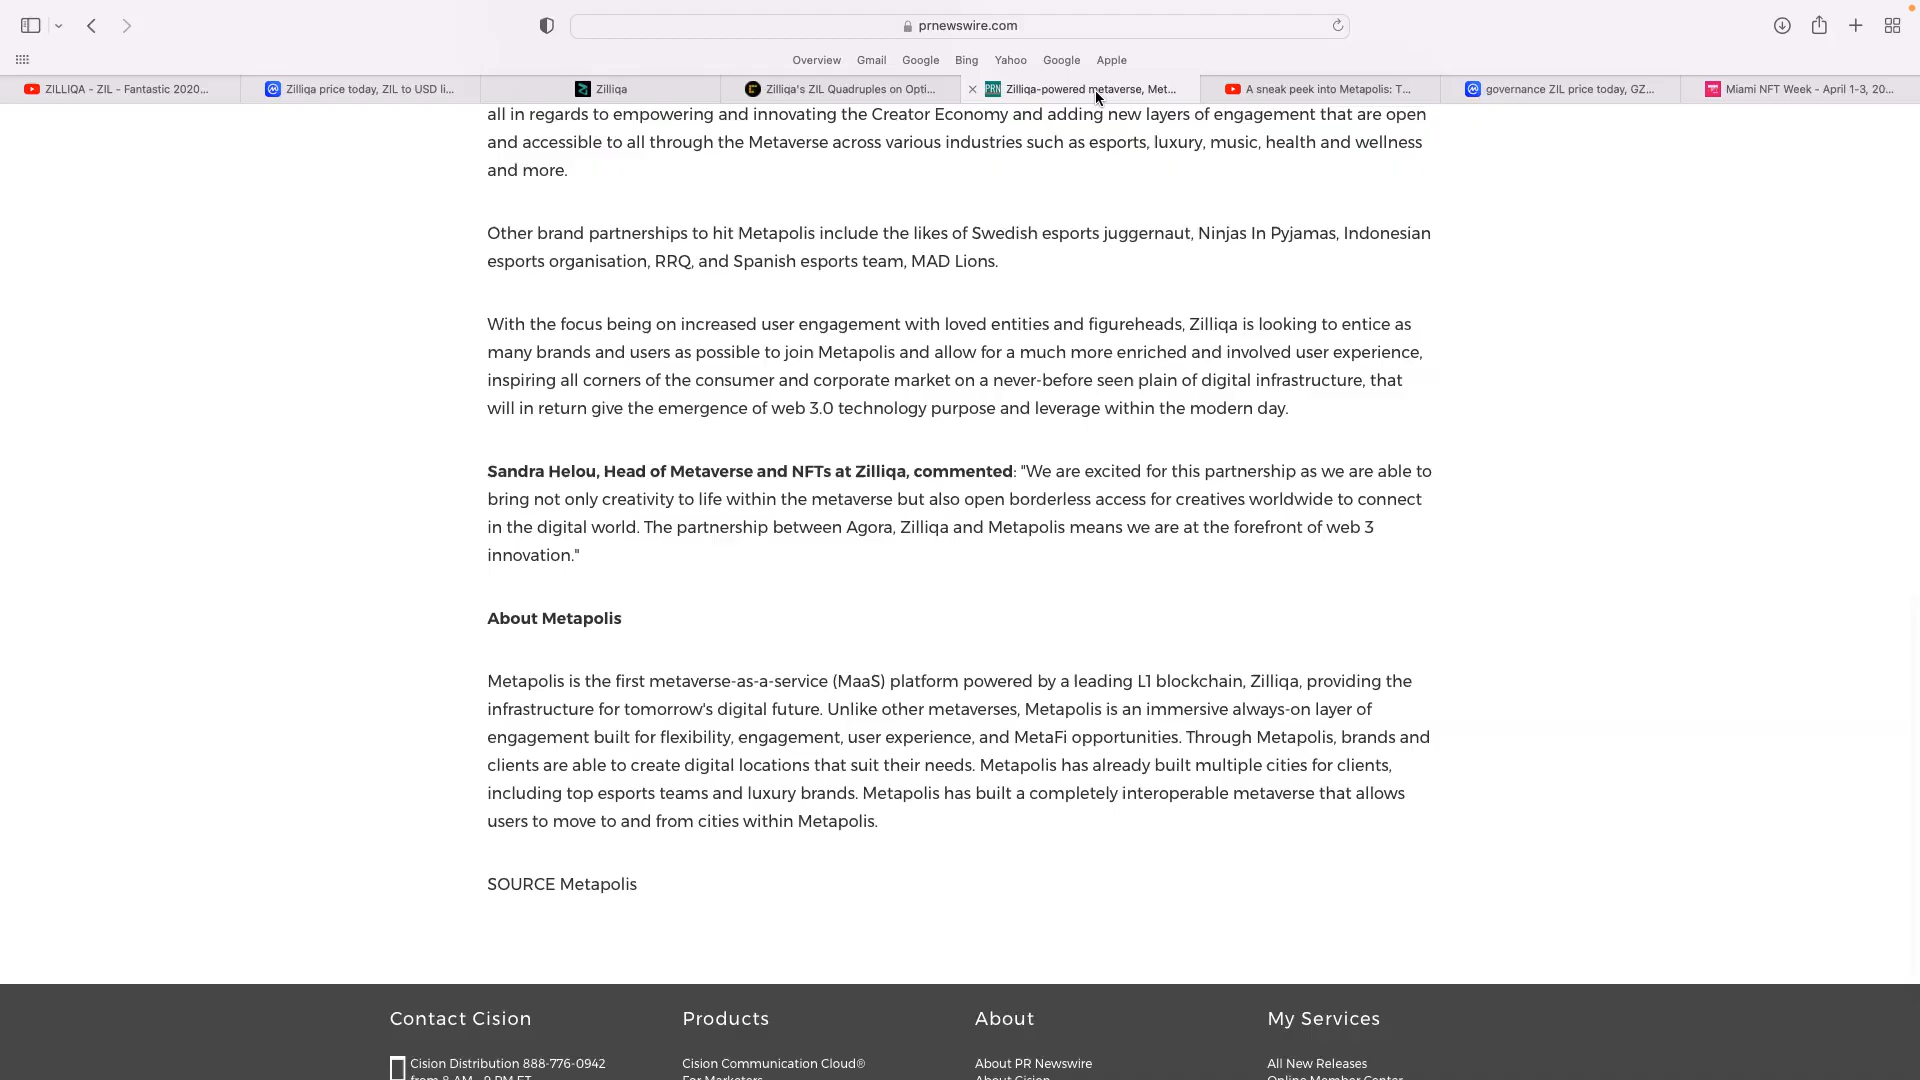 prnewswire.com
Overview Gmail Google Bing Yahoo Google Apple
ZILLIQA - ZIL - Fantastic 2020... Zilliqa price today, ZIL to USD li... Zilliqa Zilliqa's ZIL Quadruples on Opti... PRN Zilliqa-powered metaverse, Met... A sneak peek into Metapolis: T... governance ZIL price today, GZ... Miami NFT Week - April 1-3, 20...
all in regards to empowering and innovating the Creator Economy and adding new layers of engagement that are open
and accessible to all through the Metaverse across various industries such as esports, luxury, music, health and wellness
and more.
Other brand partnerships to hit Metapolis include the likes of Swedish esports juggernaut, Ninjas In Pyjamas, Indonesian
esports organisation, RRQ, and Spanish esports team, MAD Lions.
With the focus being on increased user engagement with loved entities and figureheads, Zilliqa is looking to entice as
many brands and users as possible to join Metapolis and allow for a much more enriched and involved user experience,
inspiring all corners of the consumer and corporate market on a never-before seen plain of digital infrastructure, that
will in return give the emergence of web 3.0 technology purpose and leverage within the modern day.
Sandra Helou, Head of Metaverse and NFTs at Zilliqa, commented: "We are excited for this partnership as we are able to
bring not only creativity to life within the metaverse but also open borderless access for creatives worldwide to connect
in the digital world. The partnership between Agora, Zilliqa and Metapolis means we are at the forefront of web 3
innovation."
About Metapolis
Metapolis is the first metaverse-as-a-service (MaaS) platform powered by a leading L1 blockchain, Zilliqa, providing the
infrastructure for tomorrow's digital future. Unlike other metaverses, Metapolis is an immersive always-on layer of
engagement built for flexibility, engagement, user experience, and MetaFi opportunities. Through Metapolis, brands and
clients are able to create digital locations that suit their needs. Metapolis has already built multiple cities for clients,
including top esports teams and luxury brands. Metapolis has built a completely interoperable metaverse that allows
users to move to and from cities within Metapolis.
SOURCE Metapolis
Contact Cision Products About My Services
Cision Distribution 888-776-0942 Cision Communication Cloud® About PR Newswire All New Releases
from 8 AM - 9 PM ET For Marketers About Cision Online Member Center